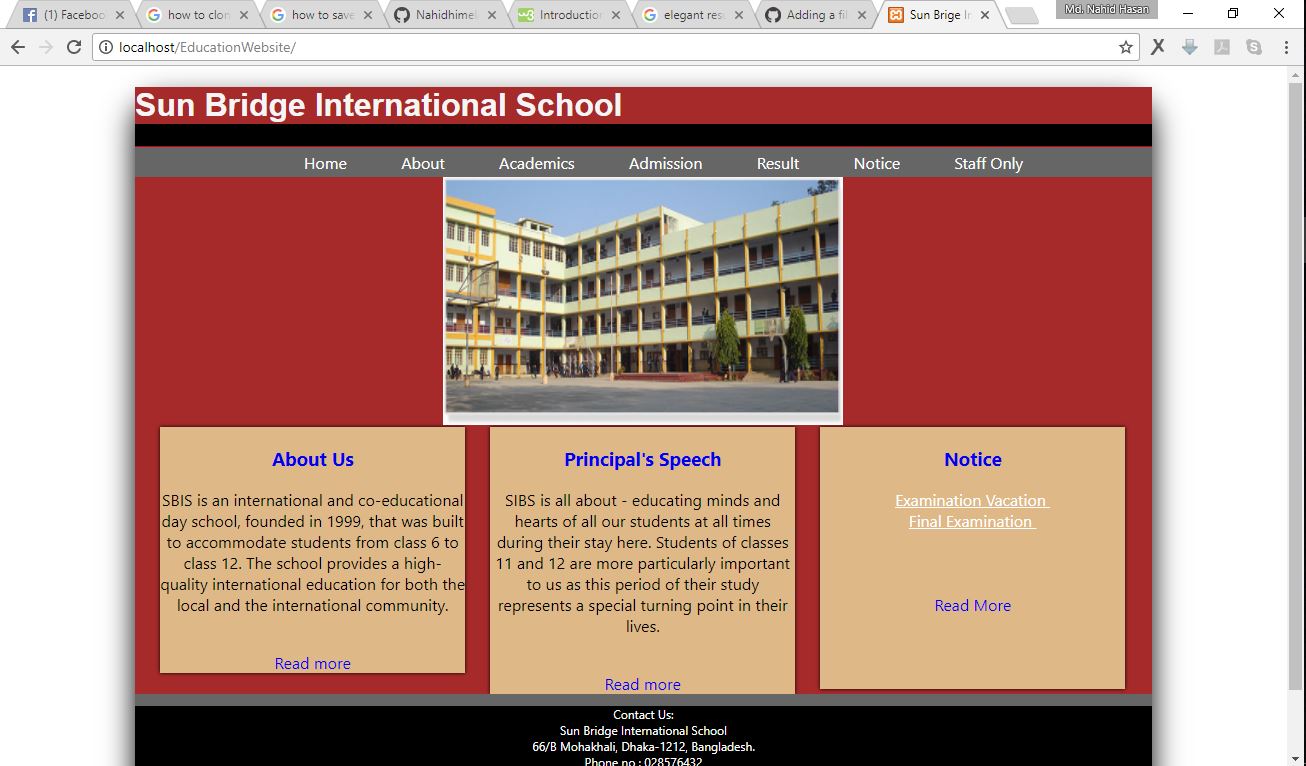 (1) Faceboo
how to clon
how to save
Nahidhimel
Introduction
elegant res
Adding a fil
Sun Brige In
Md. Nahid Hasan
localhost/EducationWebsite/
Sun Bridge International School
Home About Academics Admission Result Notice Staff Only
About Us
SBIS is an international and co-educational
day school, founded in 1999, that was built
to accommodate students from class 6 to
class 12. The school provides a high-
quality international education for both the
local and the international community.
Read more
Principal's Speech
SIBS is all about - educating minds and
hearts of all our students at all times
during their stay here. Students of classes
11 and 12 are more particularly important
to us as this period of their study
represents a special turning point in their
lives.
Read more
Notice
Examination Vacation
Final Examination
Read More
Contact Us:
Sun Bridge International School
66/B Mohakhali, Dhaka-1212, Bangladesh.
Phone no : 028576432